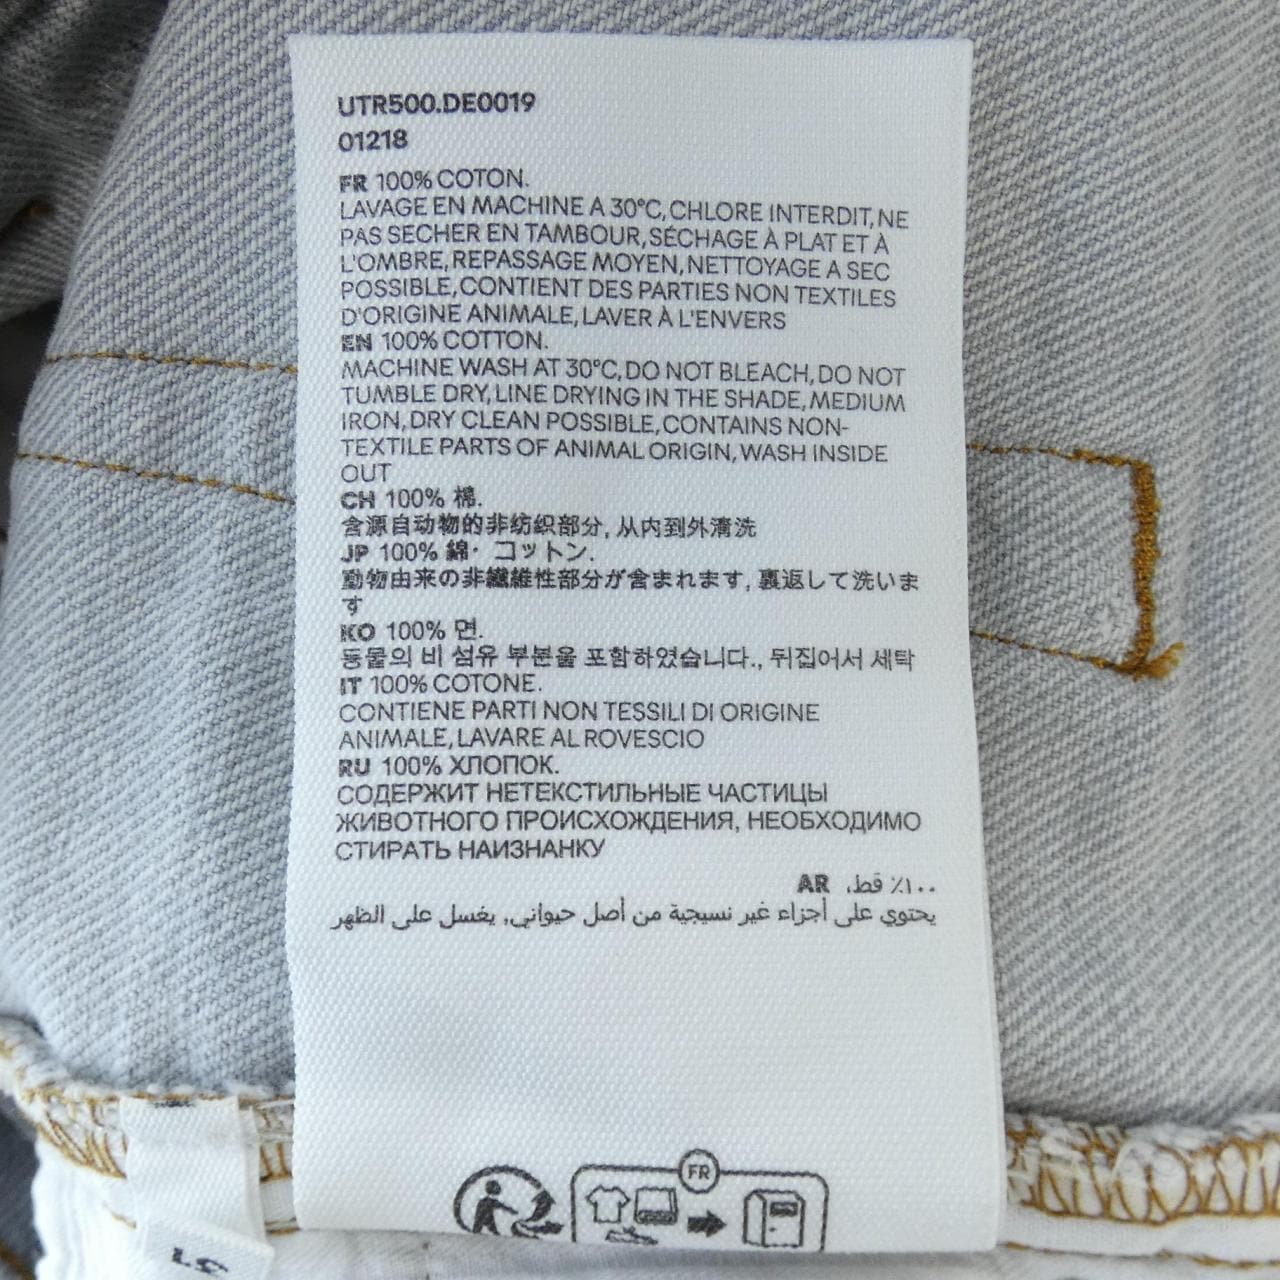 UTR500.DE0019
01218
FR 100% COTON.
LAVAGE EN MACHINE A 30°C, CHLORE INTERDIT, NE
PAS SECHER EN TAMBOUR, SÉCHAGE À PLAT ET À
L'OMBRE, REPASSAGE MOYEN, NETTOYAGE A SEC
POSSIBLE, CONTIENT DES PARTIES NON TEXTILES
D'ORIGINE ANIMALE, LAVER À L'ENVERS
EN 100% COTTON.
MACHINE WASH AT 30°C, DO NOT BLEACH, DO NOT
TUMBLE DRY, LINE DRYING IN THE SHADE, MEDIUM
IRON, DRY CLEAN POSSIBLE, CONTAINS NON-
TEXTILE PARTS OF ANIMAL ORIGIN, WASH INSIDE
OUT
CH 100% 棉.
含源自动物的非纺织部分, 从内到外清洗
JP 100% 綿・コットン.
動物由来の非繊維性部分が含まれます, 裏返して洗いま
す
KO 100% 면.
동물의 비 섬유 부분을 포함하였습니다., 뒤집어서 세탁
IT 100% COTONE.
CONTIENE PARTI NON TESSILI DI ORIGINE
ANIMALE, LAVARE AL ROVESCIO
RU 100% ХЛОПОК.
СОДЕРЖИТ НЕТЕКСТИЛЬНЫЕ ЧАСТИЦЫ
ЖИВОТНОГО ПРОИСХОЖДЕНИЯ, НЕОБХОДИМО
СТИРАТЬ НАИЗНАНКУ
AR ١٠٠٪ قطن.
يحتوي على أجزاء غير نسيجية من أصل حيواني, يغسل على الظهر
FR
31